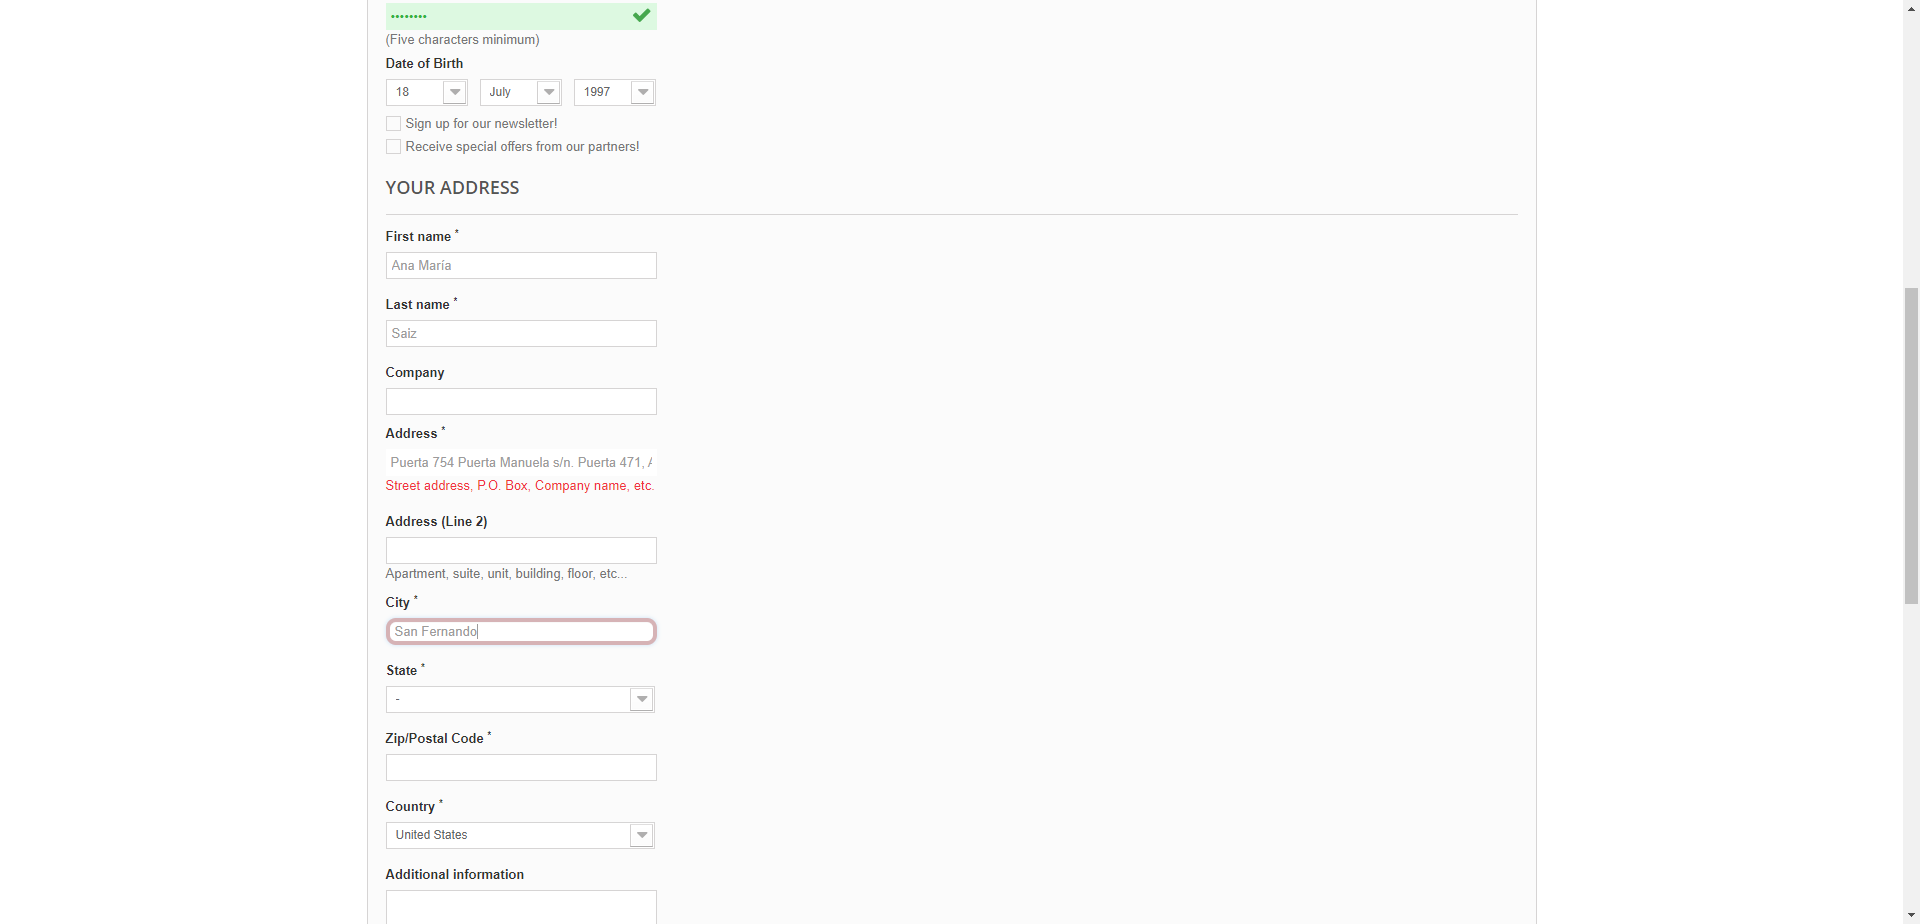 ••••••••
(Five characters minimum)
Date of Birth
18 July 1997
Sign up for our newsletter!
Receive special offers from our partners!
YOUR ADDRESS
First name *
Ana María
Last name *
Saiz
Company
Address *
Puerta 754 Puerta Manuela s/n. Puerta 471,
Street address, P.O. Box, Company name, etc.
Address (Line 2)
Apartment, suite, unit, building, floor, etc...
City *
San Fernando
State *
-
Zip/Postal Code *
Country *
United States
Additional information